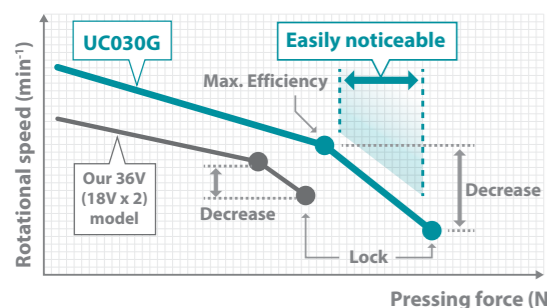 UC030G
Easily noticeable
Max. Efficiency
Our 36V
(18V x 2)
model
Decrease
Decrease
Lock
Rotational speed (min-1)
Pressing force (N